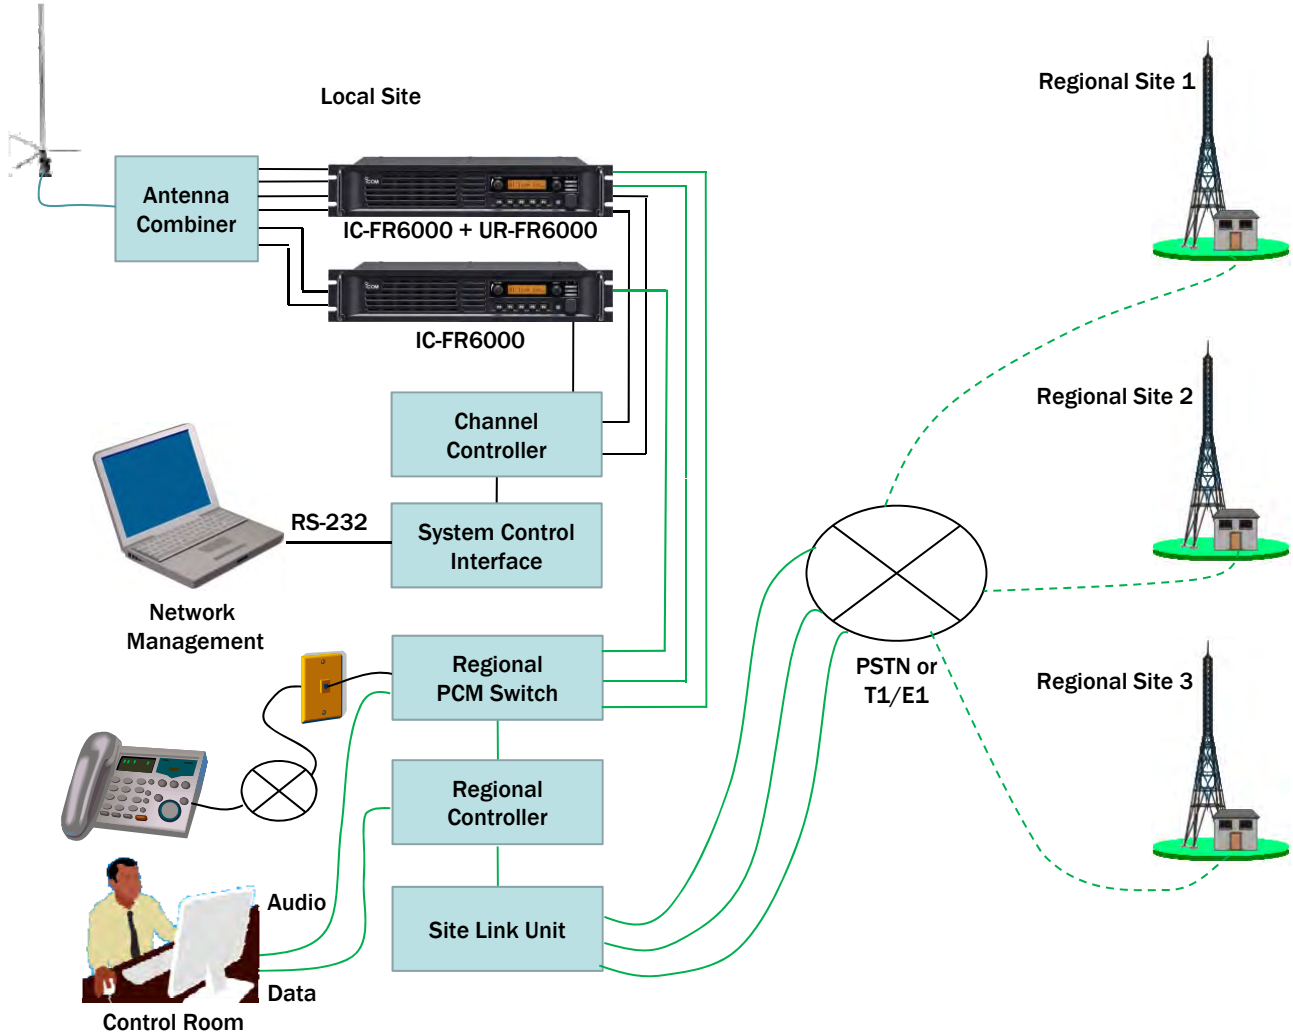 Local Site
Regional Site 1
Antenna
Combiner
ICOM
IC-FR6000 + UR-FR6000
ICOM
IC-FR6000
Channel
Controller
Regional Site 2
RS-232
System Control
Interface
Network
Management
Regional
PCM Switch
PSTN or
T1/E1
Regional Site 3
Regional
Controller
Audio
Site Link Unit
Data
Control Room